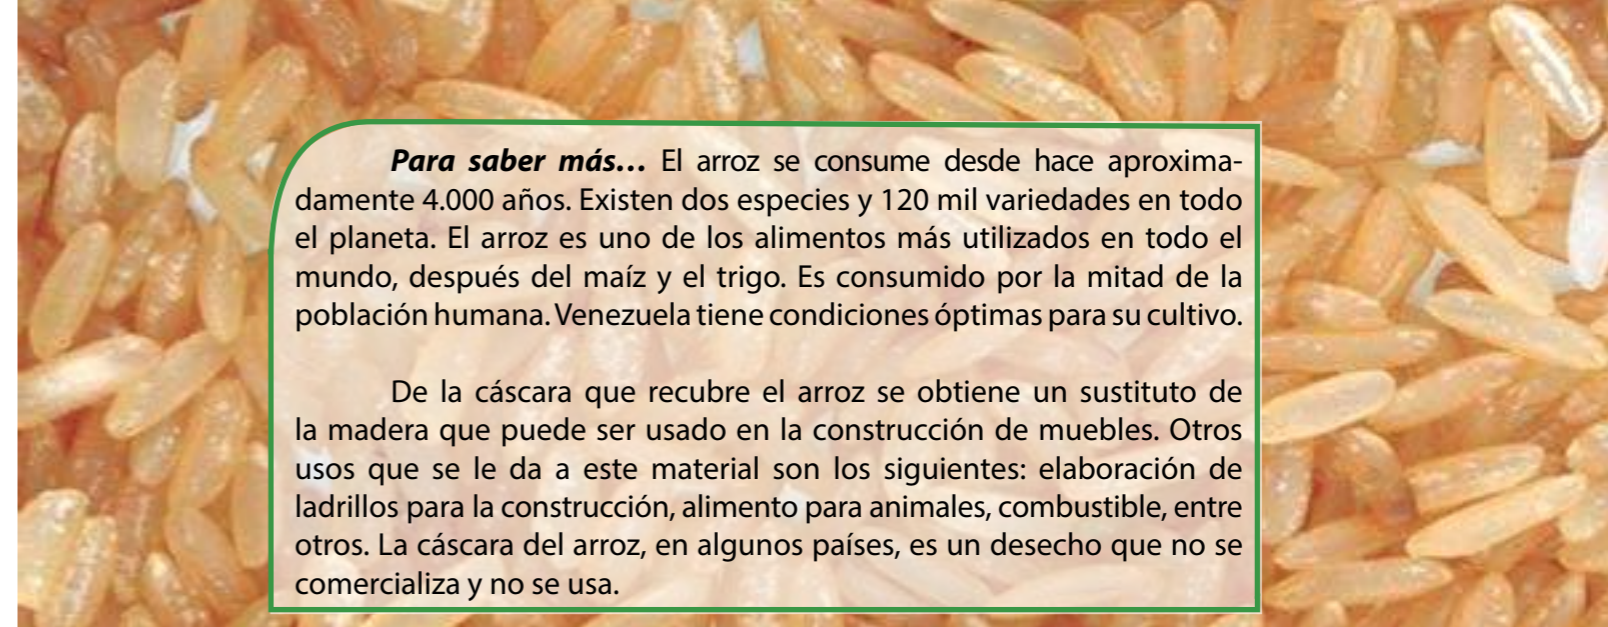 Para saber más... El arroz se consume desde hace aproxima-
damente 4.000 años. Existen dos especies y 120 mil variedades en todo
el planeta. El arroz es uno de los alimentos más utilizados en todo el
mundo, después del maíz y el trigo. Es consumido por la mitad de la
población humana. Venezuela tiene condiciones óptimas para su cultivo.
De la cáscara que recubre el arroz se obtiene un sustituto de
la madera que puede ser usado en la construcción de muebles. Otros
usos que se le da a este material son los siguientes: elaboración de
ladrillos para la construcción, alimento para animales, combustible, entre
otros. La cáscara del arroz, en algunos países, es un desecho que no se
comercializa y no se usa.